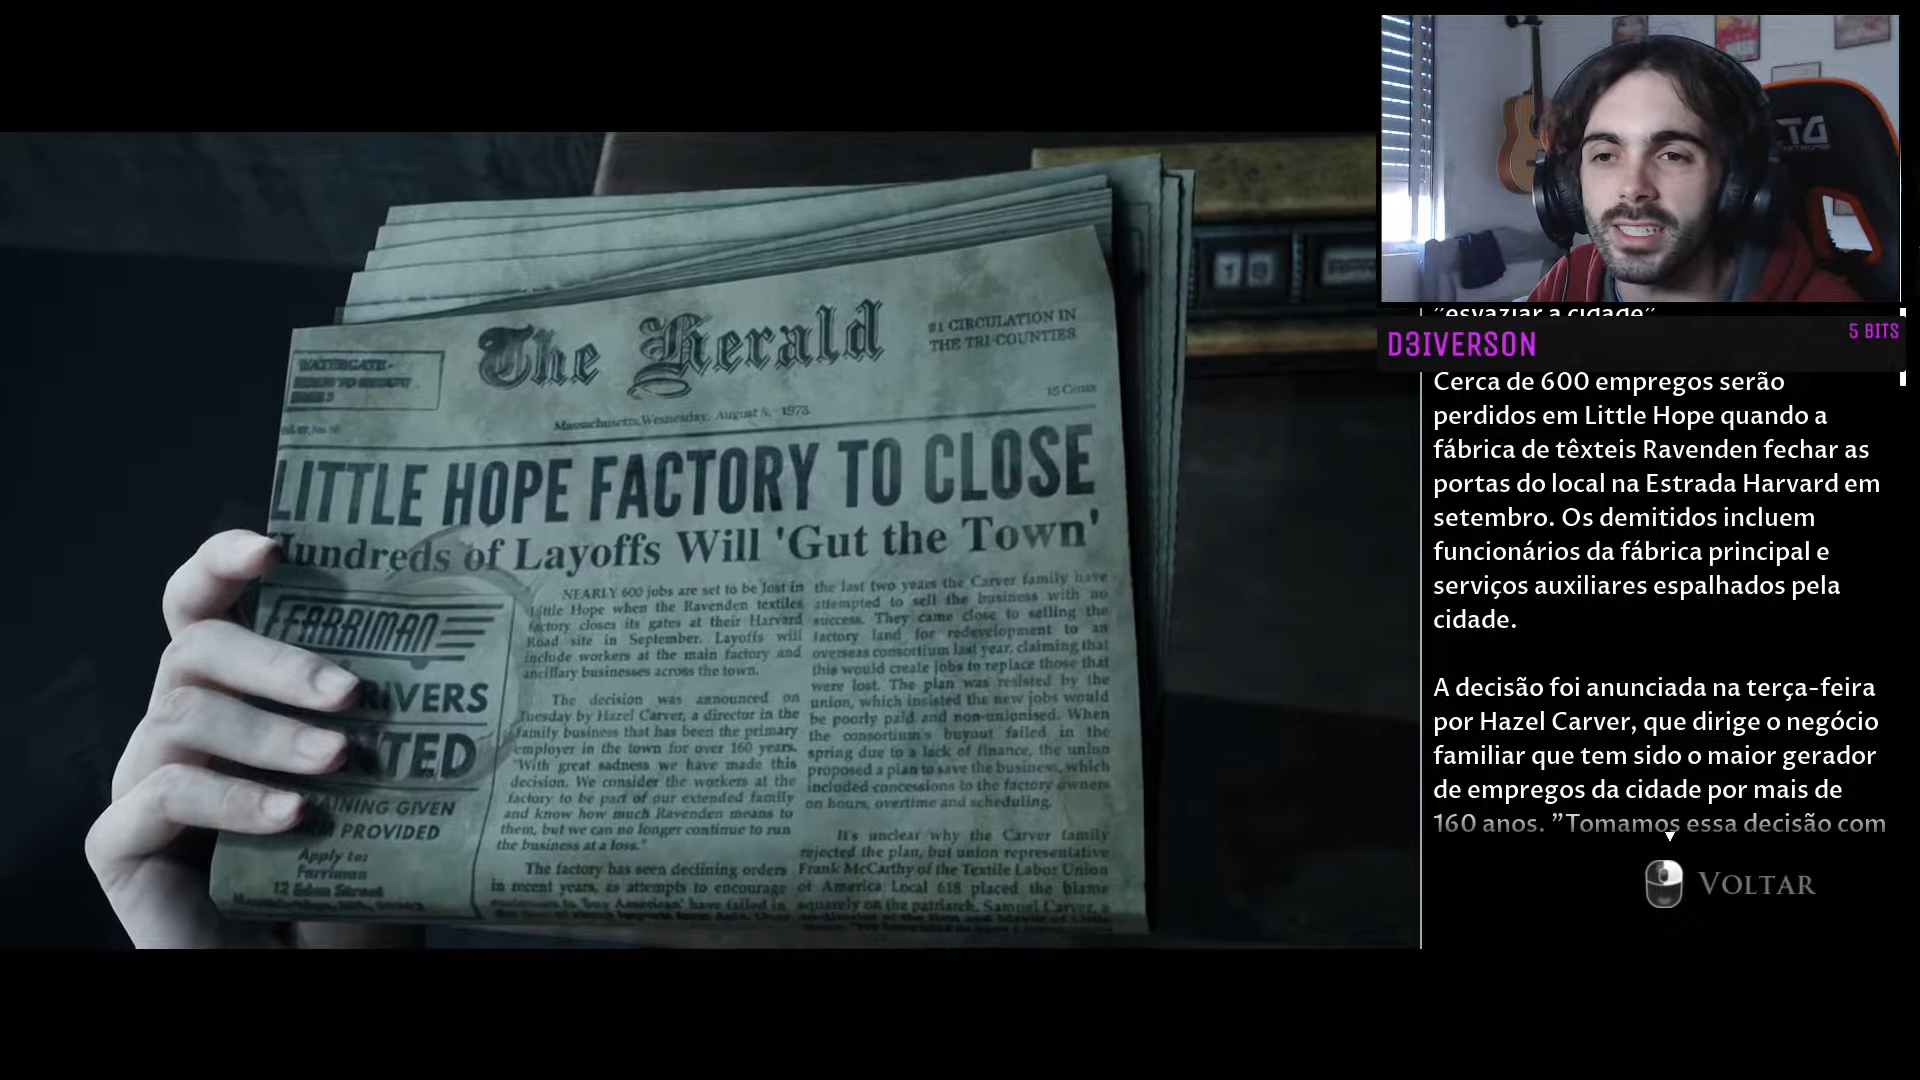 The Herald
#1 CIRCULATION IN
THE TRI-COUNTIES
WATERGATE -
15 Cents
Massachusetts, Wednesday, August 8, 1973
LITTLE HOPE FACTORY TO CLOSE
Hundreds of Layoffs Will 'Gut the Town'
FERRIMAN
DRIVERS
WANTED
TRAINING GIVEN
PROVIDED
Apply to:
Ferriman
12 Eden Street
NEARLY 600 jobs are set to be lost in
Little Hope when the Ravenden textiles
factory closes its gates at their Harvard
Road site in September. Layoffs will
include workers at the main factory and
ancillary businesses across the town.
The decision was announced on
Tuesday by Hazel Carver, a director in the
family business that has been the primary
employer in the town for over 160 years.
"With great sadness we have made this
decision. We consider the workers at the
factory to be part of our extended family
and know how much Ravenden means to
them, but we can no longer continue to run
the business at a loss."
The factory has seen declining orders
in recent years, as attempts to encourage
customers to 'buy American' have failed in
the last two years the Carver family have
attempted to sell the business with no
success. They came close to selling the
factory land for redevelopment to an
overseas consortium last year, claiming that
this would create jobs to replace those that
were lost. The plan was resisted by the
union, which insisted the new jobs would
be poorly paid and non-unionised. When
the consortium's buyout failed in the
spring due to a lack of finance, the union
proposed a plan to save the business, which
included concessions to the factory owners
on hours, overtime and scheduling.
It's unclear why the Carver family
rejected the plan, but union representative
Frank McCarthy of the Textile Labor Union
of America Local 618 placed the blame
squarely on the patriarch, Samuel Carver, a
"esvaziar a cidade"
D3IVERSON
5 BITS
Cerca de 600 empregos serão
perdidos em Little Hope quando a
fábrica de têxteis Ravenden fechar as
portas do local na Estrada Harvard em
setembro. Os demitidos incluem
funcionários da fábrica principal e
serviços auxiliares espalhados pela
cidade.
A decisão foi anunciada na terça-feira
por Hazel Carver, que dirige o negócio
familiar que tem sido o maior gerador
de empregos da cidade por mais de
160 anos. "Tomamos essa decisão com
VOLTAR